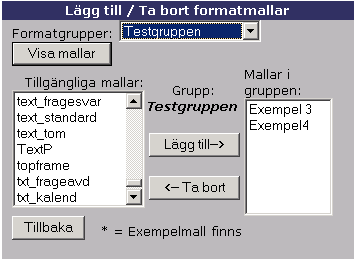 Lägg till / Ta bort formatmallar
Formatgrupper: Testgruppen
Visa mallar
Tillgängliga mallar:
text_fragesvar
text_standard
text_tom
TextP
topframe
txt_frageavd
txt_kalend
Grupp:
Testgruppen
Lägg till->
<- Ta bort
Mallar i
gruppen:
Exempel 3
Exempel4
Tillbaka
* = Exempelmall finns